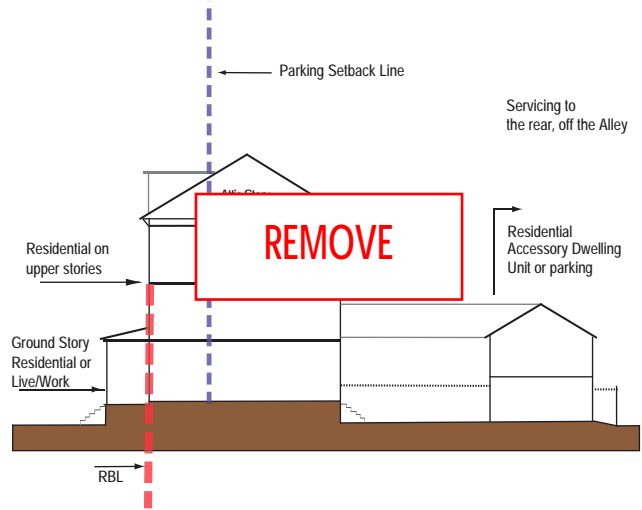 Parking Setback Line
Servicing to
the rear, off the Alley
REMOVE
Residential
Accessory Dwelling
Unit or parking
Residential on
upper stories
Ground Story
Residential or
Live/Work
RBL